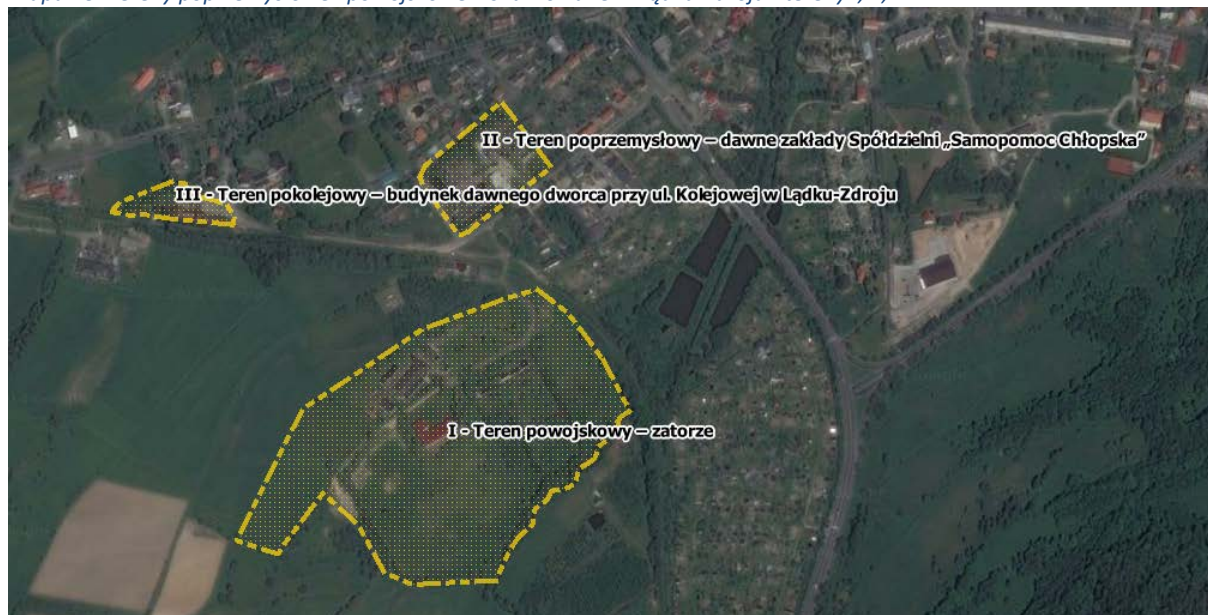 II - Teren poprzemysłowy – dawne zakłady Spółdzielni „Samopomoc Chłopska”
III - Teren pokolejowy – budynek dawnego dworca przy ul. Kolejowej w Lądku-Zdroju
I - Teren powojskowy – zatorze